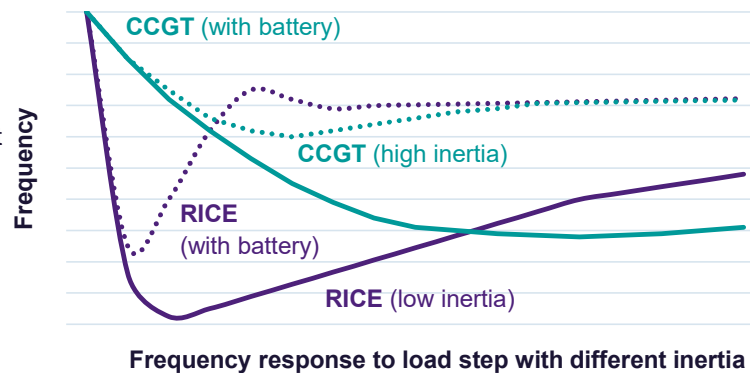 CCGT (with battery)
Frequency
CCGT (high inertia)
RICE
(with battery)
RICE (low inertia)
Frequency response to load step with different inertia